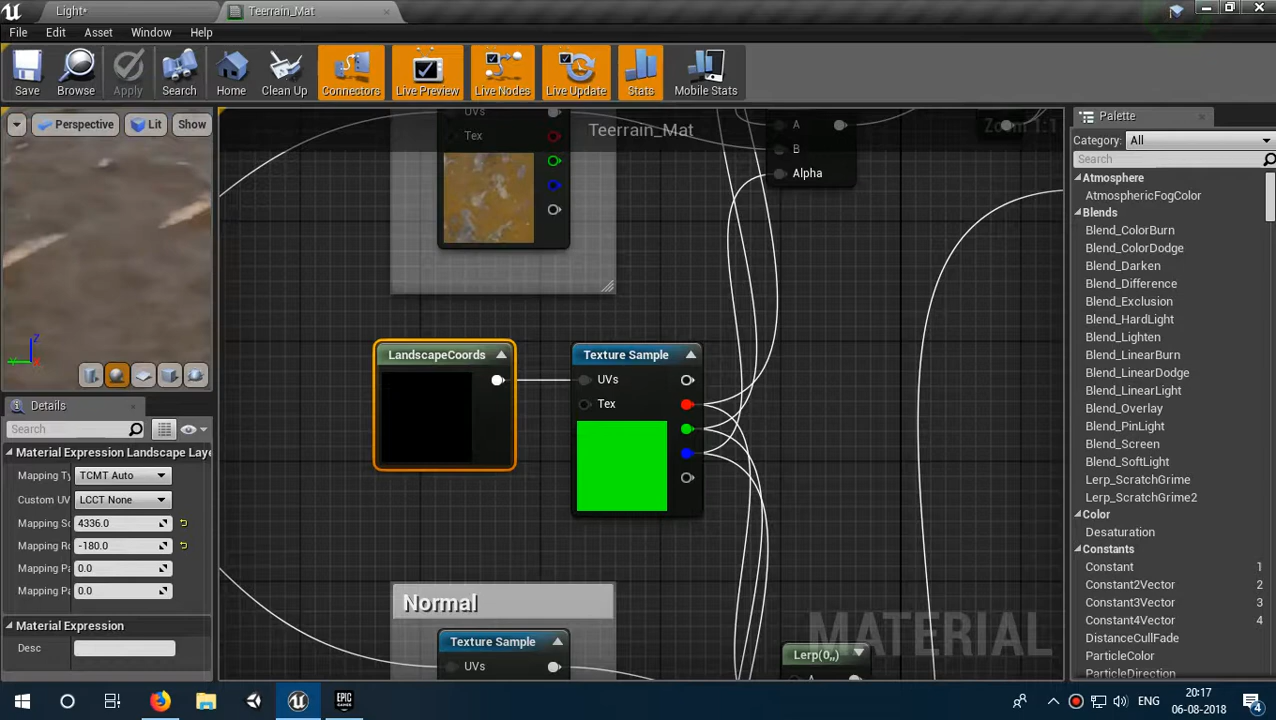 Light*
Teerrain_Mat
File Edit Asset Window Help
Save
Browse
Apply
Search
Home
Clean Up
Connectors
Live Preview
Live Nodes
Live Update
Stats
Mobile Stats
Perspective
Lit
Show
UVs
Tex
Teerrain_Mat
A
B
Alpha
Zoom 1:1
LandscapeCoords
Texture Sample
UVs
Tex
Normal
Texture Sample
UVs
Lerp(0,,)
A
MATERIAL
Details
Search
Material Expression Landscape Laye
Mapping Ty
TCMT Auto
Custom UV
LCCT None
Mapping Sc
4336.0
Mapping Ro
-180.0
Mapping Pa
0.0
Mapping Pa
0.0
Material Expression
Desc
Palette
Category:
All
Search
Atmosphere
AtmosphericFogColor
Blends
Blend_ColorBurn
Blend_ColorDodge
Blend_Darken
Blend_Difference
Blend_Exclusion
Blend_HardLight
Blend_Lighten
Blend_LinearBurn
Blend_LinearDodge
Blend_LinearLight
Blend_Overlay
Blend_PinLight
Blend_Screen
Blend_SoftLight
Lerp_ScratchGrime
Lerp_ScratchGrime2
Color
Desaturation
Constants
Constant 1
Constant2Vector 2
Constant3Vector 3
Constant4Vector 4
DistanceCullFade
ParticleColor
ParticleDirection
EPIC
GAMES
ENG
20:17
06-08-2018
4